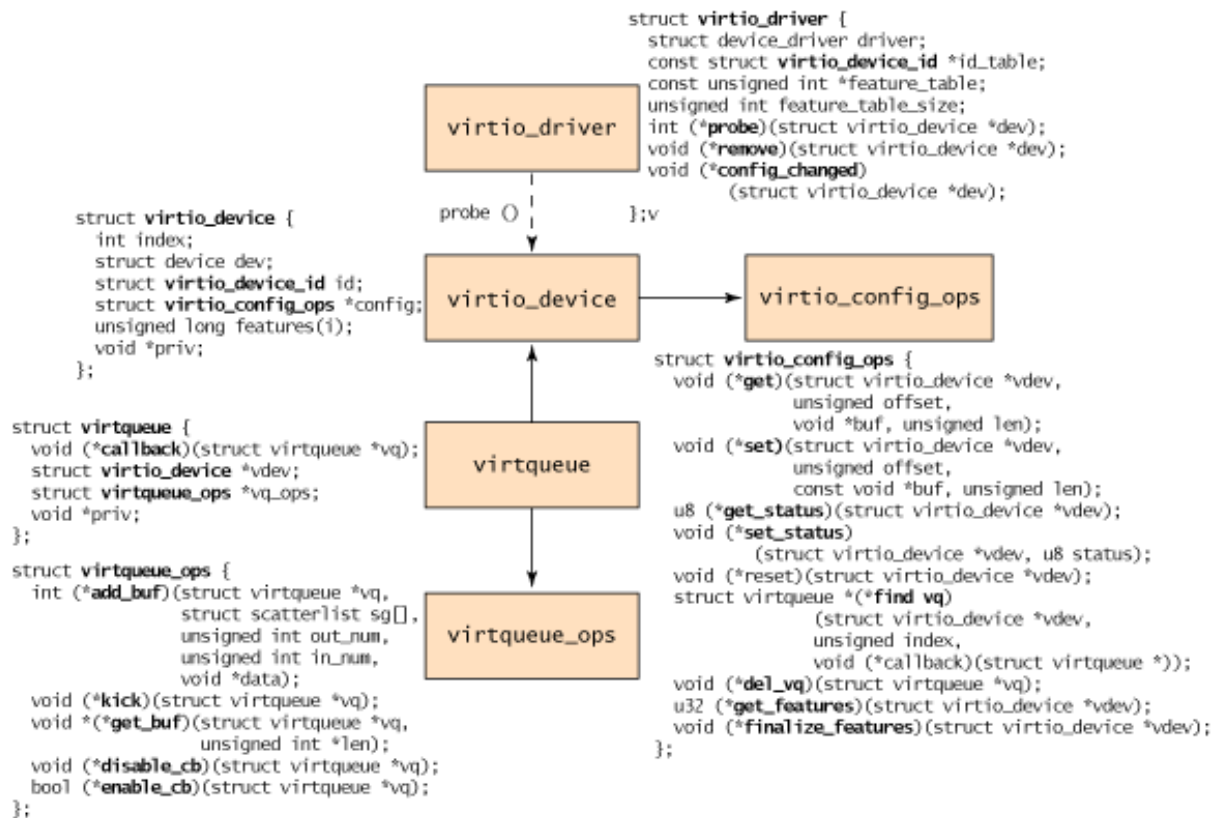 struct virtio_driver {
struct device_driver driver;
const struct virtio_device_id *id_table;
const unsigned int *feature_table;
unsigned int feature_table_size;
int (*probe)(struct virtio_device *dev);
void (*remove)(struct virtio_device *dev);
void (*config_changed)
(struct virtio_device *dev);
};v
virtio_driver
probe ()
struct virtio_device {
int index;
struct device dev;
struct virtio_device_id id;
struct virtio_config_ops *config;
unsigned long features(i);
void *priv;
};
virtio_device
virtio_config_ops
struct virtqueue {
void (*callback)(struct virtqueue *vq);
struct virtio_device *vdev;
struct virtqueue_ops *vq_ops;
void *priv;
};
virtqueue
struct virtio_config_ops {
void (*get)(struct virtio_device *vdev,
unsigned offset,
void *buf, unsigned len);
void (*set)(struct virtio_device *vdev,
unsigned offset,
const void *buf, unsigned len);
u8 (*get_status)(struct virtio_device *vdev);
void (*set_status)
(struct virtio_device *vdev, u8 status);
void (*reset)(struct virtio_device *vdev);
struct virtqueue *(*find vq)
(struct virtio_device *vdev,
unsigned index,
void (*callback)(struct virtqueue *));
void (*del_vq)(struct virtqueue *vq);
u32 (*get_features)(struct virtio_device *vdev);
void (*finalize_features)(struct virtio_device *vdev);
};
struct virtqueue_ops {
int (*add_buf)(struct virtqueue *vq,
struct scatterlist sg[],
unsigned int out_num,
unsigned int in_num,
void *data);
void (*kick)(struct virtqueue *vq);
void *(*get_buf)(struct virtqueue *vq,
unsigned int *len);
void (*disable_cb)(struct virtqueue *vq);
bool (*enable_cb)(struct virtqueue *vq);
};
virtqueue_ops